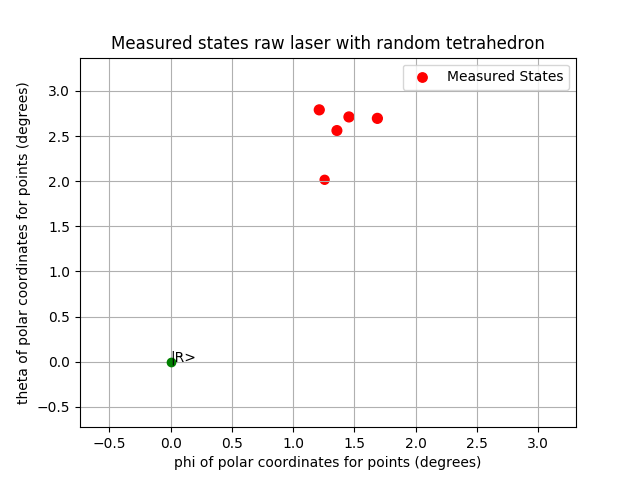 Measured states raw laser with random tetrahedron
Measured States
theta of polar coordinates for points (degrees)
3.0
2.5
2.0
1.5
1.0
0.5
0.0
−0.5
|R>
−0.5 0.0 0.5 1.0 1.5 2.0 2.5 3.0
phi of polar coordinates for points (degrees)